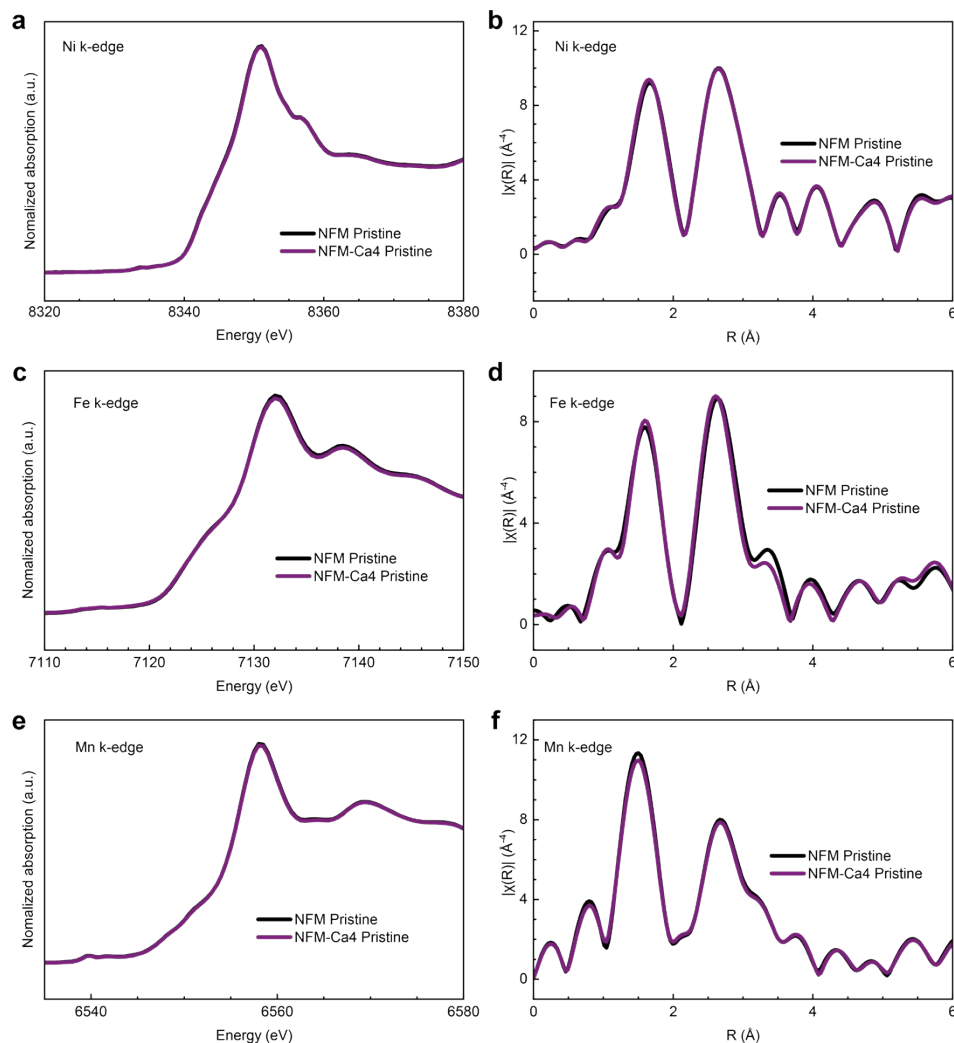 a
Ni k-edge
Nomalized absorption (a.u.)
NFM Pristine
NFM-Ca4 Pristine
8320 8340 8360 8380
Energy (eV)
b
Ni k-edge
|χ(R)| (Å⁻⁴)
12
8
4
0
NFM Pristine
NFM-Ca4 Pristine
0 2 4 6
R (Å)
c
Fe k-edge
Nomalized absorption (a.u.)
NFM Pristine
NFM-Ca4 Pristine
7110 7120 7130 7140 7150
Energy (eV)
d
Fe k-edge
|χ(R)| (Å⁻⁴)
8
4
0
NFM Pristine
NFM-Ca4 Pristine
0 2 4 6
R (Å)
e
Mn k-edge
Nomalized absorption (a.u.)
NFM Pristine
NFM-Ca4 Pristine
6540 6560 6580
Energy (eV)
f
Mn k-edge
|χ(R)| (Å⁻⁴)
12
8
4
0
NFM Pristine
NFM-Ca4 Pristine
0 2 4 6
R (Å)